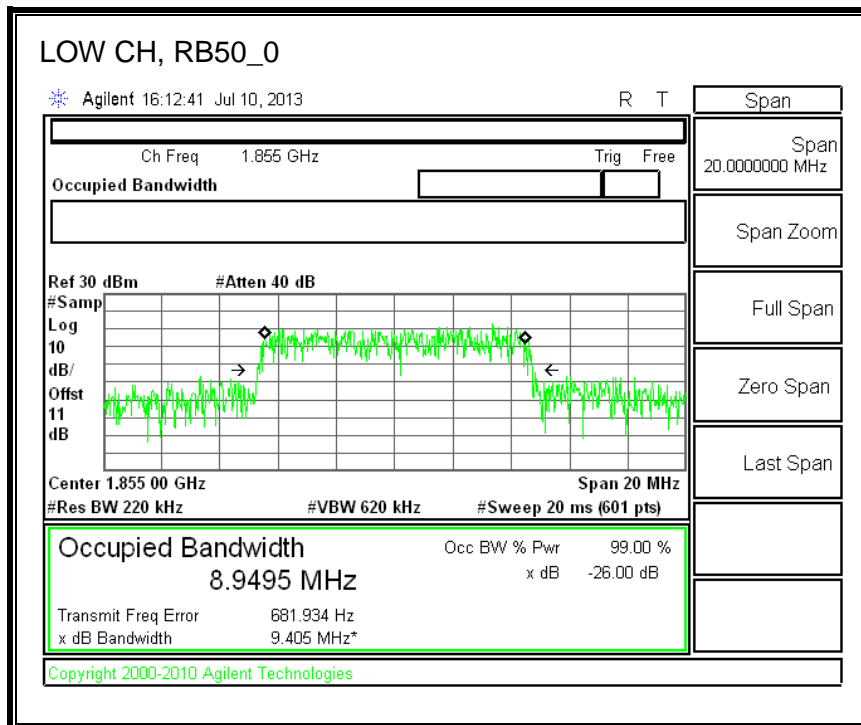 LOW CH, RB50_0
Agilent 16:12:41 Jul 10, 2013 R T
Span
Ch Freq 1.855 GHz Trig Free
Occupied Bandwidth
Span
20.0000000 MHz
Span Zoom
Full Span
Zero Span
Last Span
Ref 30 dBm #Atten 40 dB
#Samp
Log
10
dB/
Offst
11
dB
Center 1.855 00 GHz Span 20 MHz
#Res BW 220 kHz #VBW 620 kHz #Sweep 20 ms (601 pts)
Occupied Bandwidth Occ BW % Pwr 99.00 %
8.9495 MHz x dB -26.00 dB
Transmit Freq Error 681.934 Hz
x dB Bandwidth 9.405 MHz*
Copyright 2000-2010 Agilent Technologies